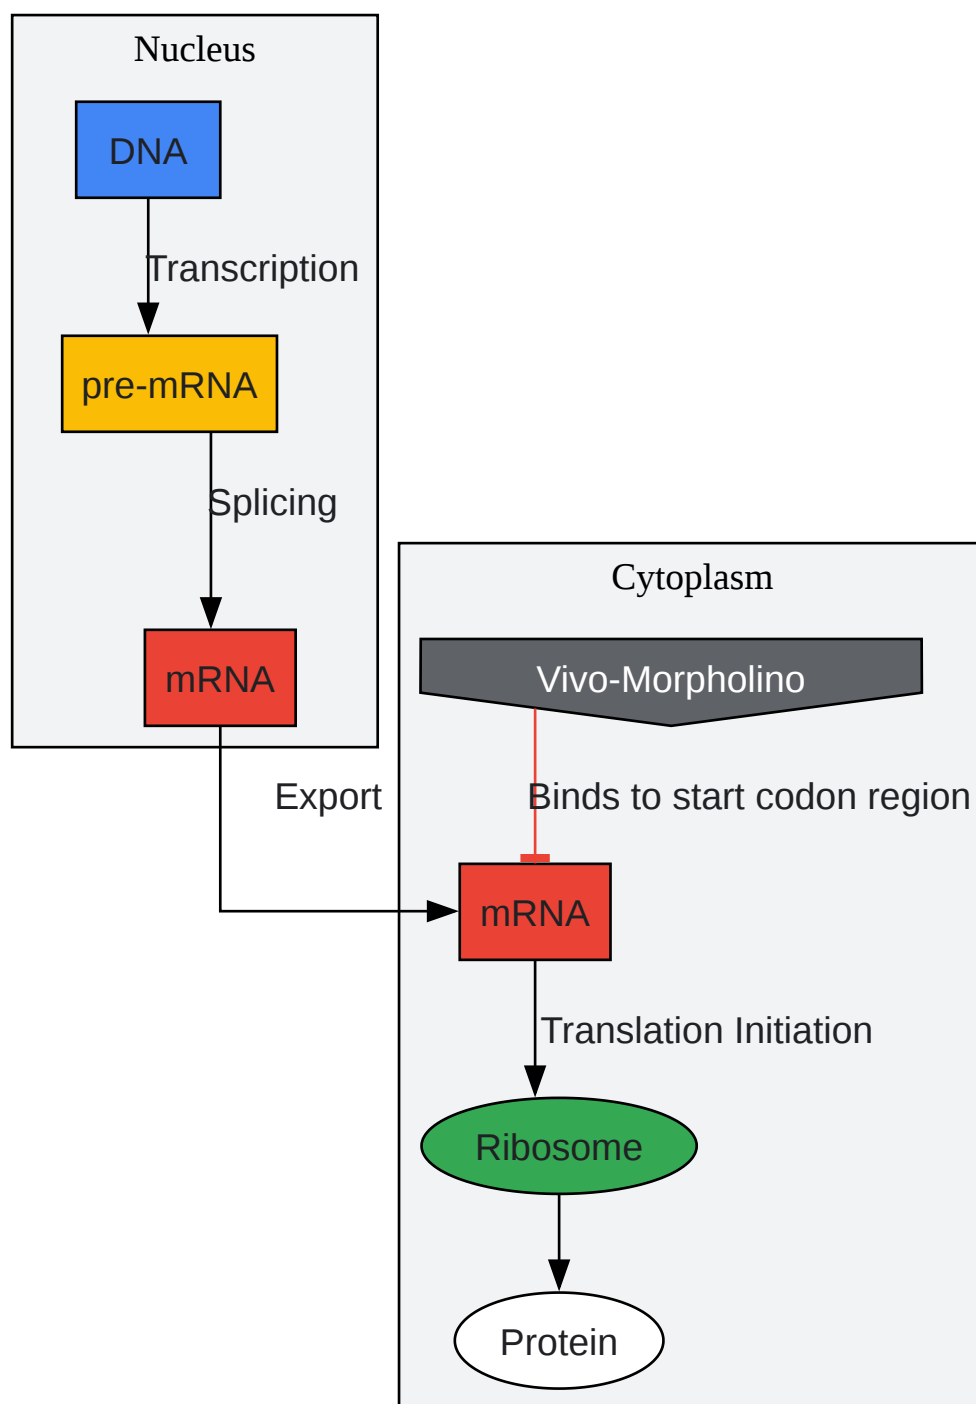 Nucleus
DNA
Transcription
pre-mRNA
Splicing
mRNA
Export
Cytoplasm
Vivo-Morpholino
Binds to start codon region
mRNA
Translation Initiation
Ribosome
Protein